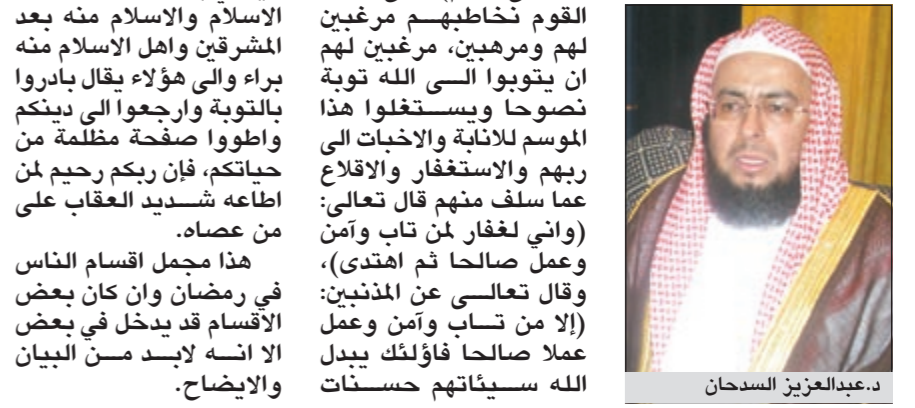 القوم نخاطبهم مرغبين
لهم ومرهبين، مرغبين لهم
ان يتوبوا الى الله توبة
نصوحا ويستغلوا هذا
الموسم للانابة والاخبات الى
ربهم والاستغفار والاقلاع
عما سلف منهم قال تعالى:
(واني لغفار لمن تاب وآمن
وعمل صالحا ثم اهتدى)،
وقال تعالى عن المذنبين:
(إلا من تاب وآمن وعمل
عملا صالحا فاؤلئك يبدل
الله سيئاتهم حسنات
الاسلام والاسلام منه بعد
المشرقين واهل الاسلام منه
براء والى هؤلاء يقال بادروا
بالتوبة وارجعوا الى دينكم
واطووا صفحة مظلمة من
حياتكم، فإن ربكم رحيم لمن
اطاعه شديد العقاب على
من عصاه.
هذا مجمل اقسام الناس
في رمضان وان كان بعض
الاقسام قد يدخل في بعض
الا انه لابد من البيان
والايضاح.
د.عبدالعزيز السدحان